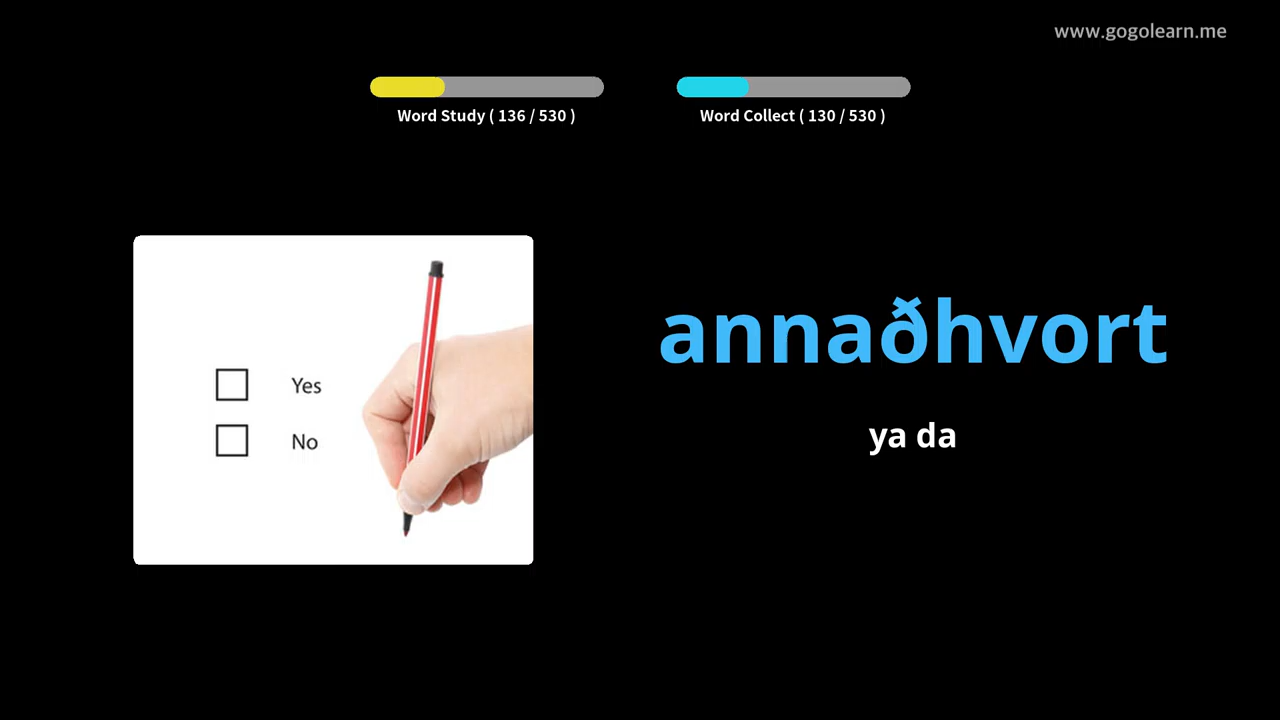 www.gogolearn.me
Word Study ( 136 / 530 )
Word Collect ( 130 / 530 )
Yes
No
annaðhvort
ya da